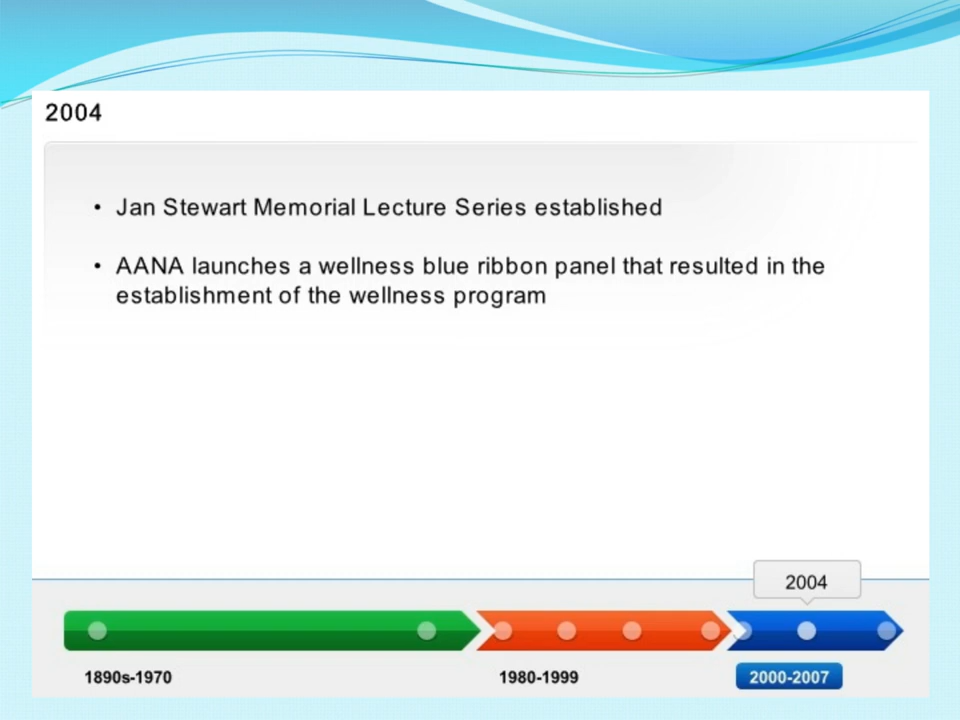 2004
• Jan Stewart Memorial Lecture Series established
• AANA launches a wellness blue ribbon panel that resulted in the
establishment of the wellness program
2004
1890s-1970
1980-1999
2000-2007